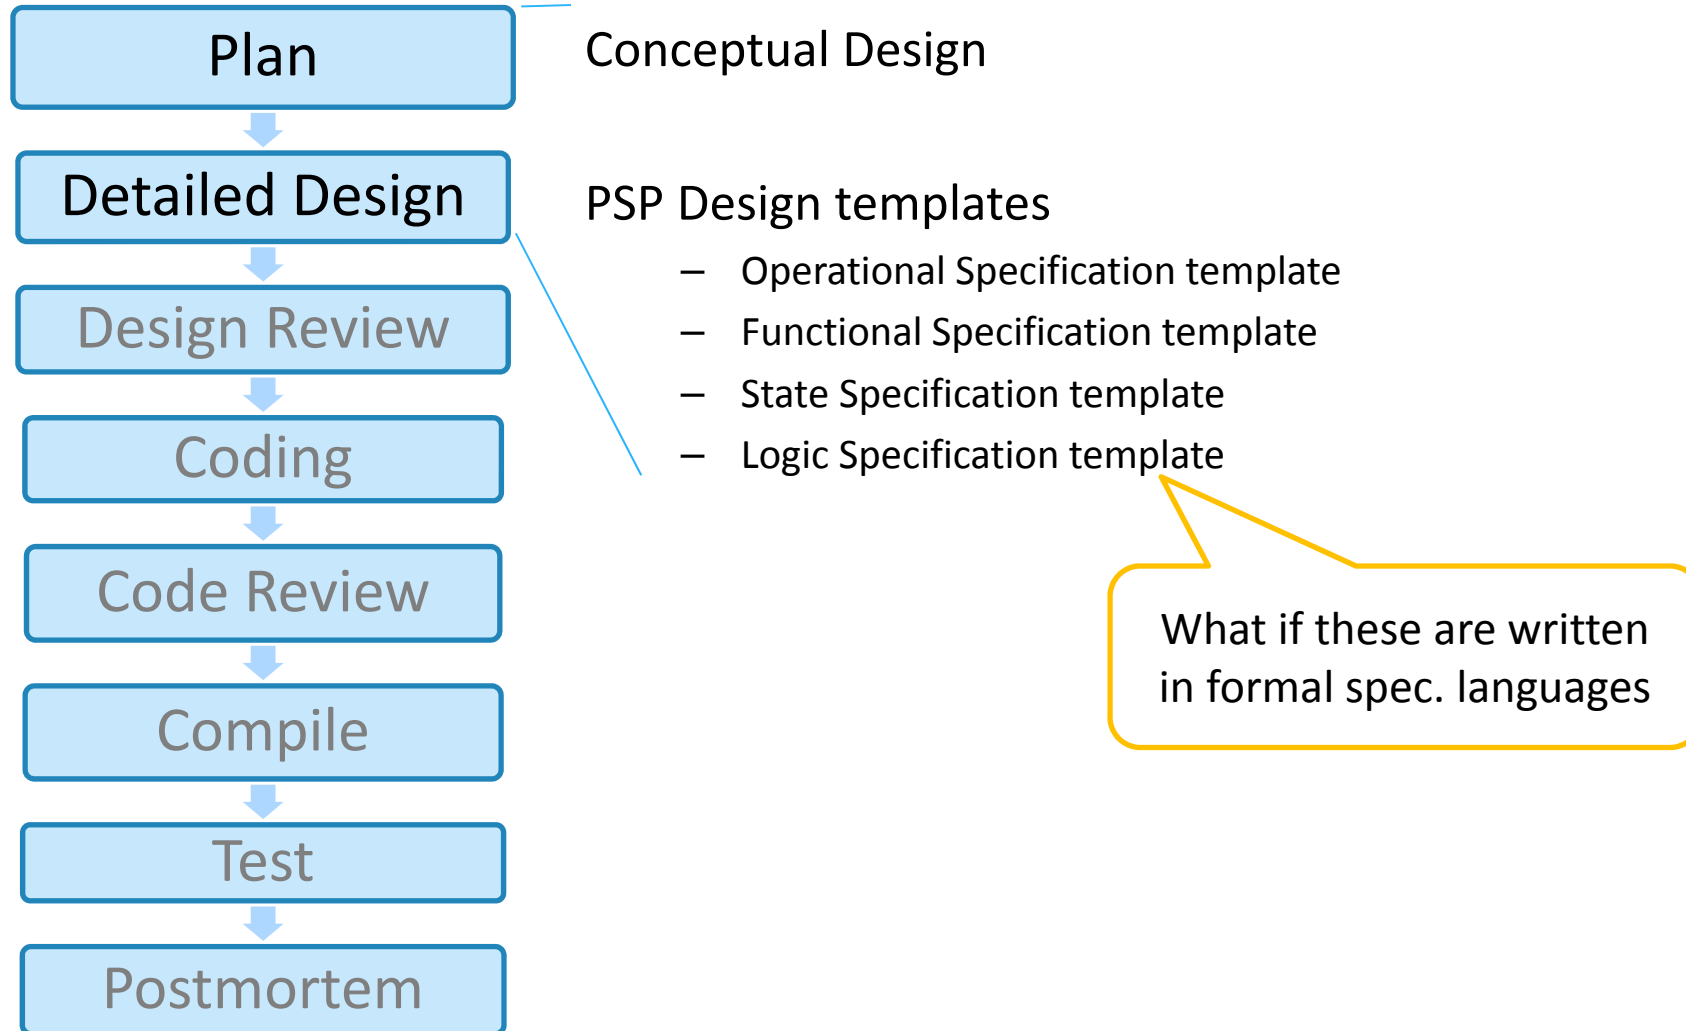 Plan
Conceptual Design
Detailed Design
PSP Design templates
– Operational Specification template
– Functional Specification template
– State Specification template
– Logic Specification template
Design Review
Coding
Code Review
Compile
Test
Postmortem
What if these are written
in formal spec. languages